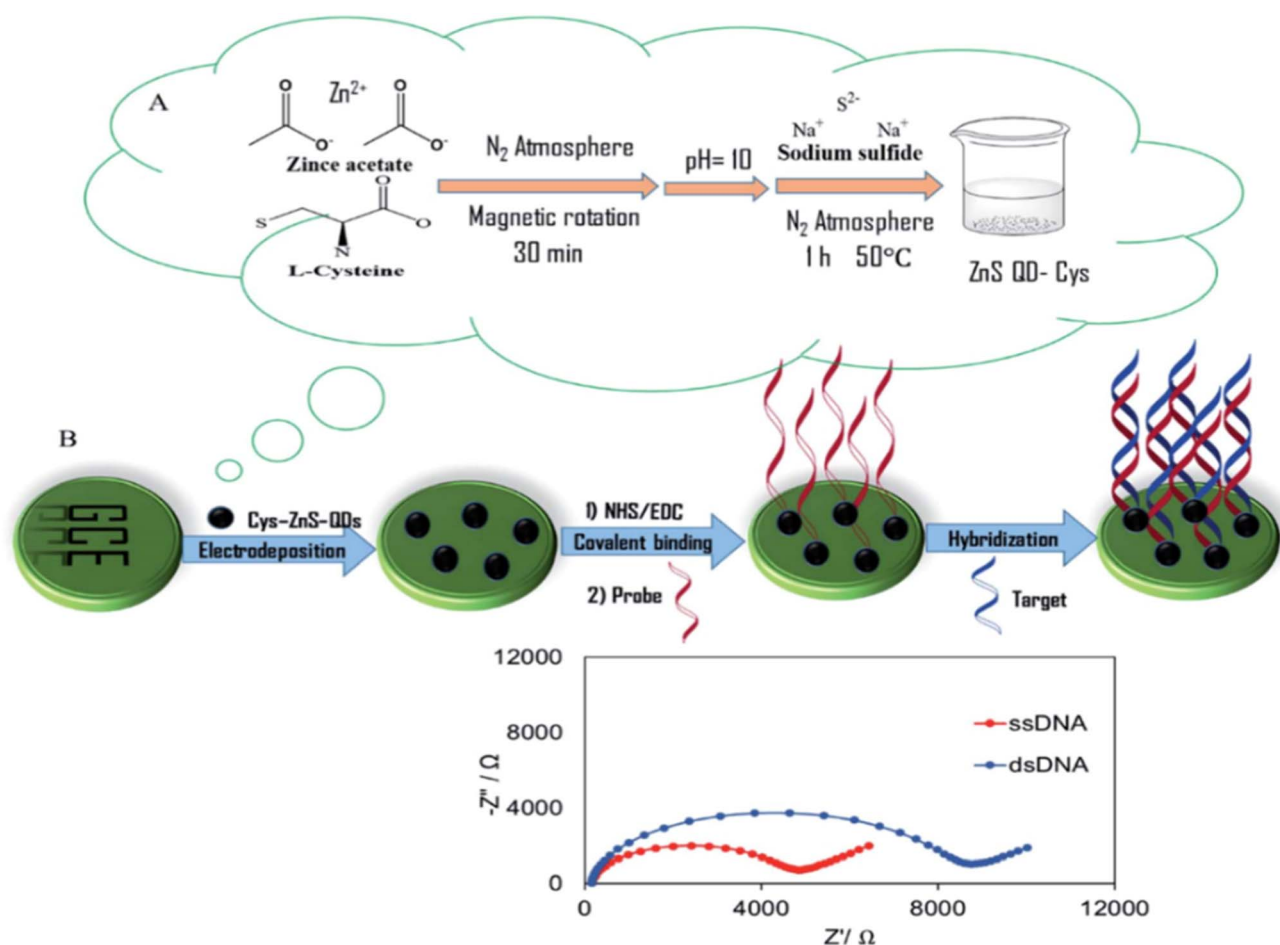 A
O
Zn²⁺
O
O⁻
O⁻
Zince acetate
O
S
O
N
L-Cysteine
N₂ Atmosphere
Magnetic rotation
30 min
pH= 10
S²⁻
Na⁺ Na⁺
Sodium sulfide
N₂ Atmosphere
1 h 50°C
ZnS QD- Cys
B
GCE
Cys-ZnS-QDs
Electrodeposition
1) NHS/EDC
Covalent binding
2) Probe
Hybridization
Target
12000
8000
4000
0
-Z"/ Ω
ssDNA
dsDNA
0 4000 8000 12000
Z'/ Ω